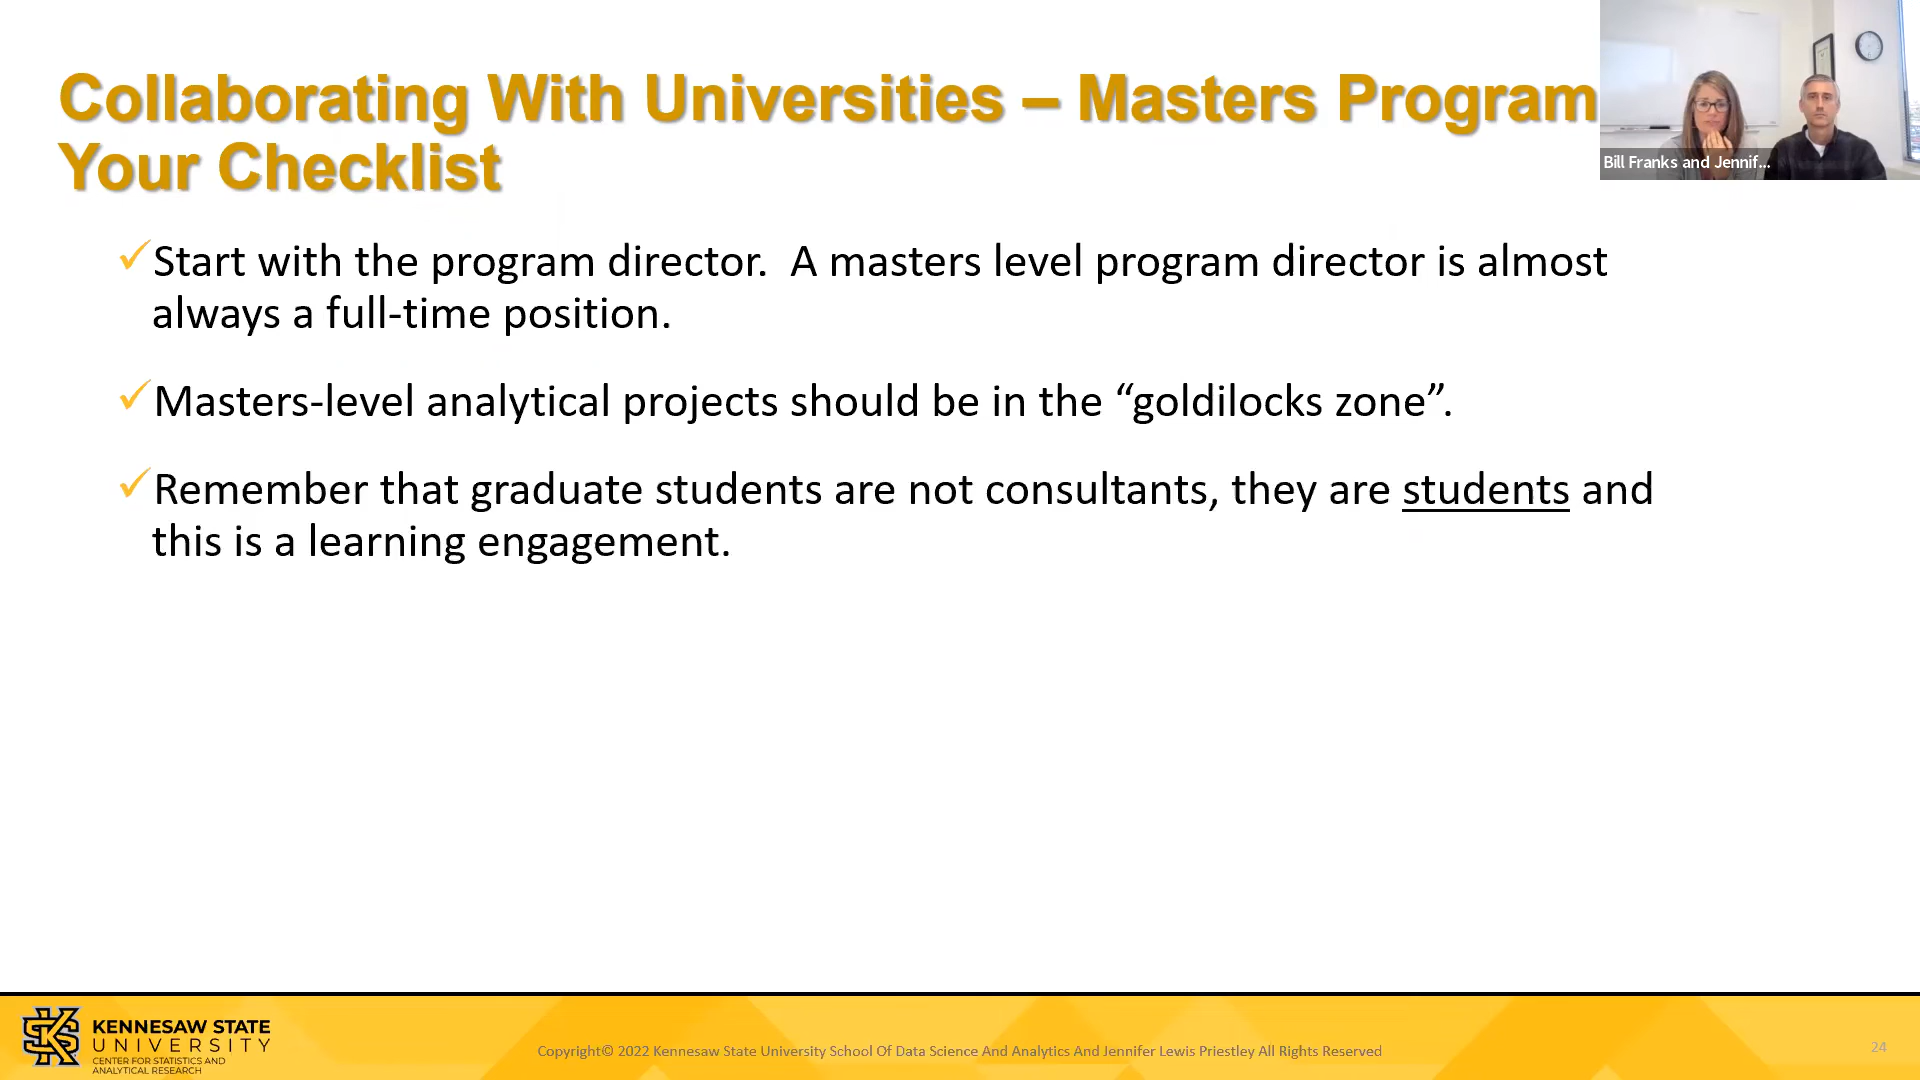 Collaborating With Universities – Masters Program
Your Checklist
Bill Franks and Jennif...
✓Start with the program director.  A masters level program director is almost
always a full-time position.
✓Masters-level analytical projects should be in the “goldilocks zone”.
✓Remember that graduate students are not consultants, they are students and
this is a learning engagement.
KS
KENNESAW STATE
UNIVERSITY
CENTER FOR STATISTICS AND
ANALYTICAL RESEARCH
Copyright© 2022 Kennesaw State University School Of Data Science And Analytics And Jennifer Lewis Priestley All Rights Reserved
24